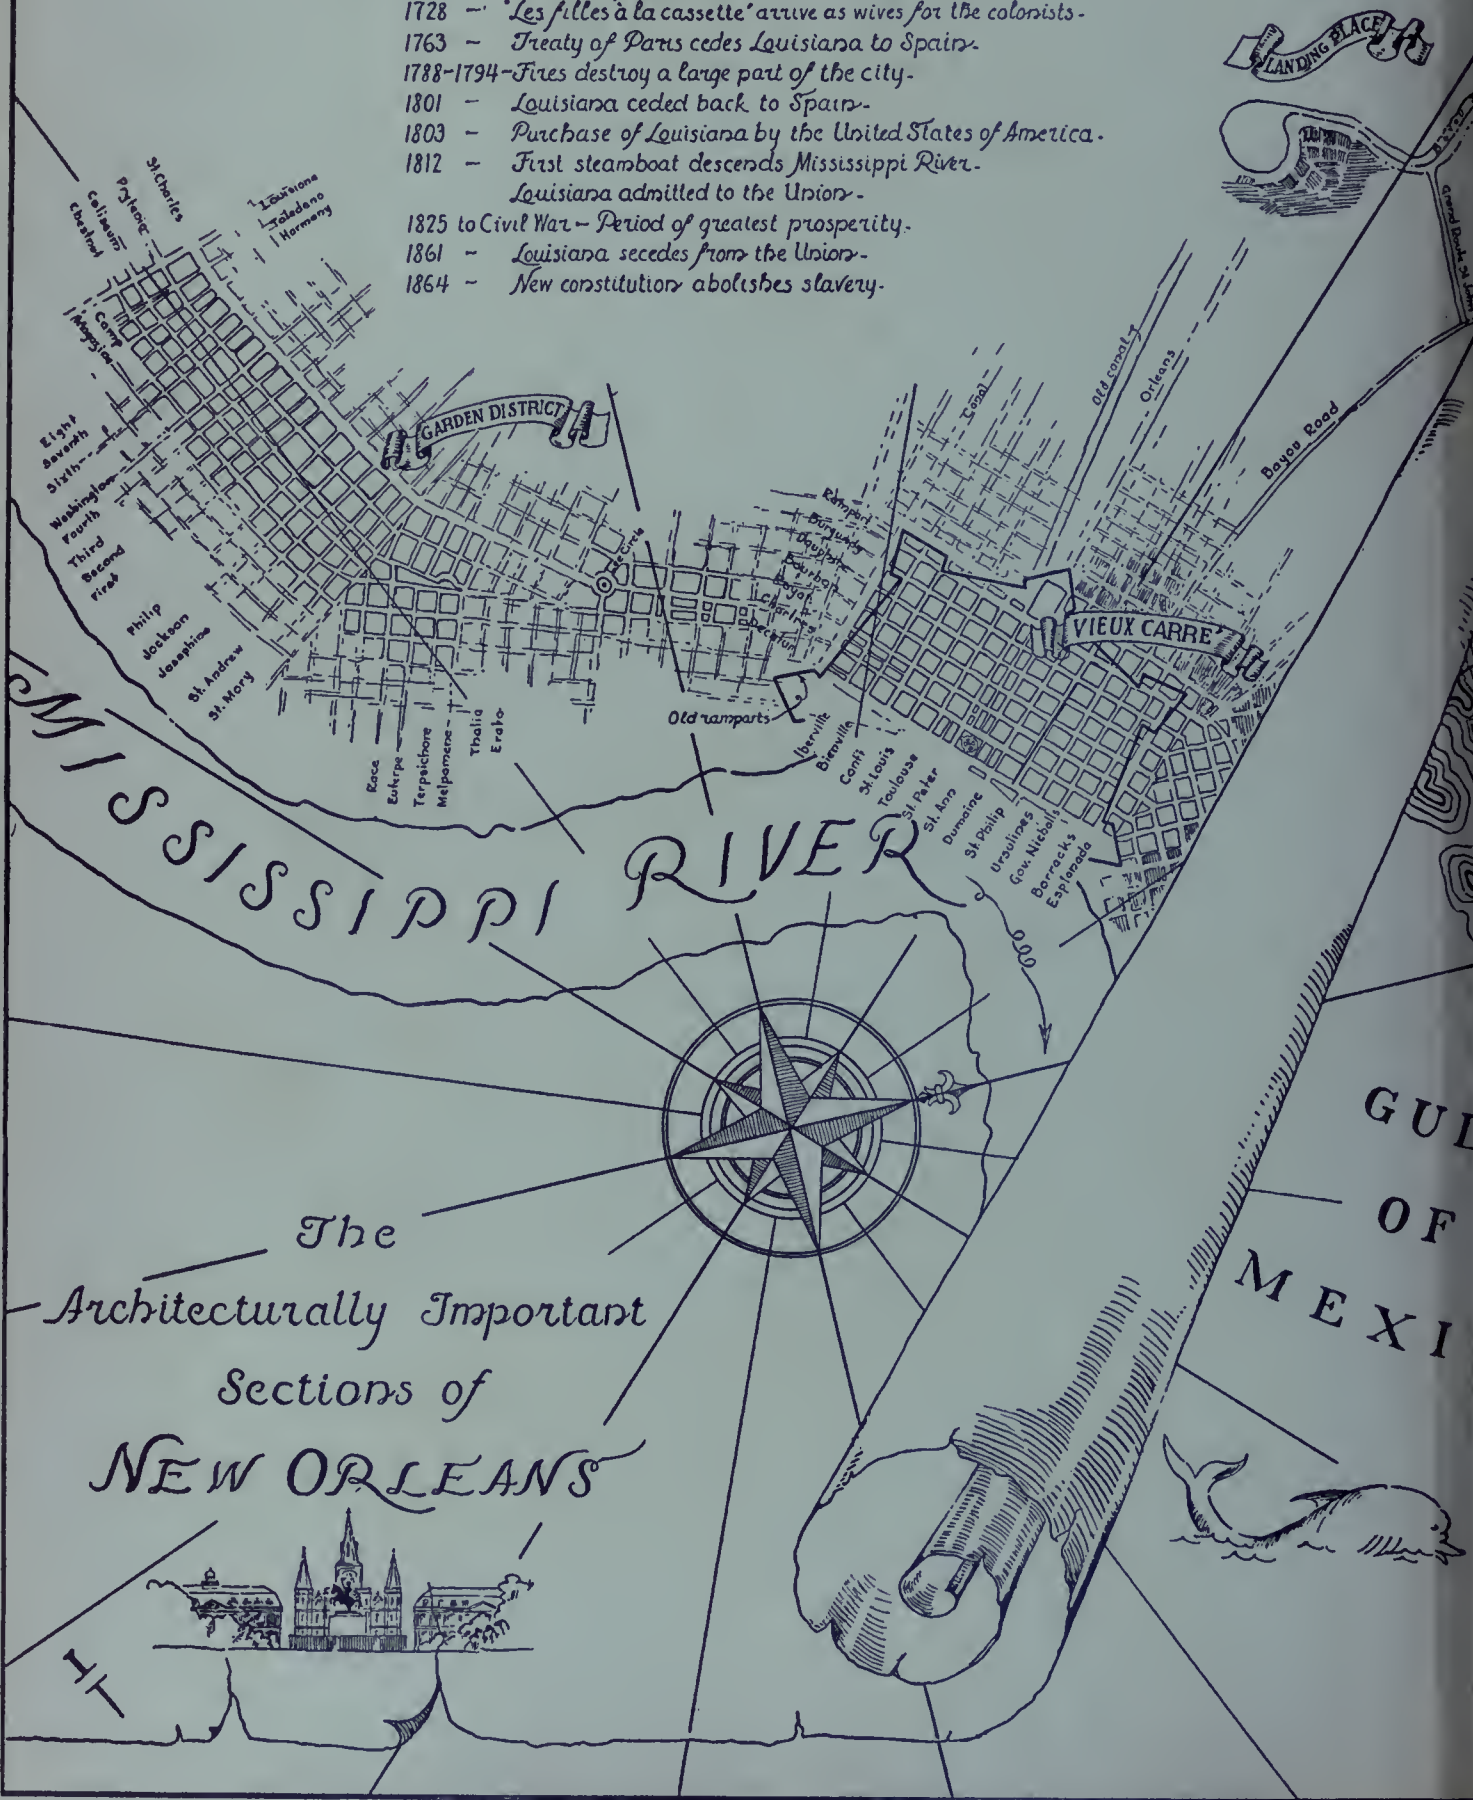 1728 - 'Les filles à la cassette' arrive as wives for the colonists-
1763 - Treaty of Paris cedes Louisiana to Spain-
1788-1794-Fires destroy a large part of the city-
1801 - Louisiana ceded back to Spain-
1803 - Purchase of Louisiana by the United States of America-
1812 - First steamboat descends Mississippi River-
Louisiana admitted to the Union-
1825 to Civil War- Period of greatest prosperity-
1861 - Louisiana secedes from the Union-
1864 - New constitution abolishes slavery-
LANDING PLACE
Grand Route St. John
St. Charles
Prytania
Coliseum
Chestnut
Camp
Magazine
Louisiana
Toledano
Harmony
GARDEN DISTRICT
Canal
Old canal
Orleans
Bayou Road
Eight
Seventh
Sixth
Washington
Fourth
Third
Second
First
Philip
Jackson
Josephine
St. Andrew
St. Mary
Race
Euterpe
Terpsichore
Melpomene
Thalia
Erato
Lee Circle
Rampart
Burgundy
Dauphine
Bourbon
Royal
Chartres
Decatur
VIEUX CARRE'
Old ramparts
Iberville
Bienville
Conti
St. Louis
Toulouse
St. Peter
St. Ann
Dumaine
St. Philip
Ursulines
Gov. Nicholls
Barracks
Esplanade
MISSISSIPPI RIVER
GUL
OF
MEXI
The
Architecturally Important
Sections of
NEW ORLEANS